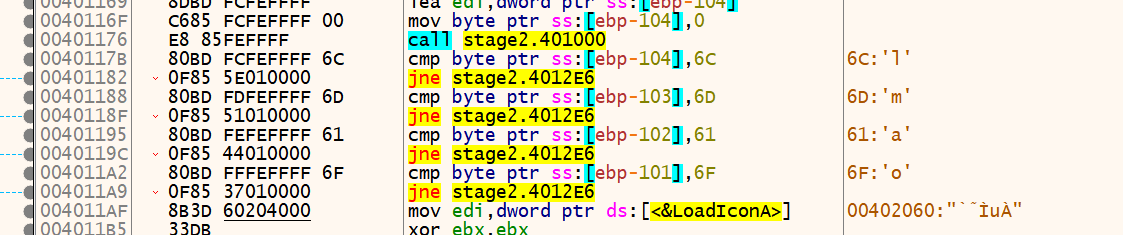 00401169 8DBD FCFEFFFF lea edi,dword ptr ss:[ebp-104]
0040116F C685 FCFEFFFF 00 mov byte ptr ss:[ebp-104],0
00401176 E8 85FEFFFF call stage2.401000
0040117B 80BD FCFEFFFF 6C cmp byte ptr ss:[ebp-104],6C 6C:'l'
00401182 0F85 5E010000 jne stage2.4012E6
00401188 80BD FDFEFFFF 6D cmp byte ptr ss:[ebp-103],6D 6D:'m'
0040118F 0F85 51010000 jne stage2.4012E6
00401195 80BD FEFEFFFF 61 cmp byte ptr ss:[ebp-102],61 61:'a'
0040119C 0F85 44010000 jne stage2.4012E6
004011A2 80BD FFFEFFFF 6F cmp byte ptr ss:[ebp-101],6F 6F:'o'
004011A9 0F85 37010000 jne stage2.4012E6
004011AF 8B3D 60204000 mov edi,dword ptr ds:[<&LoadIconA>] 00402060:"`˜ÌuÀ"
004011B5 33DB xor ebx,ebx